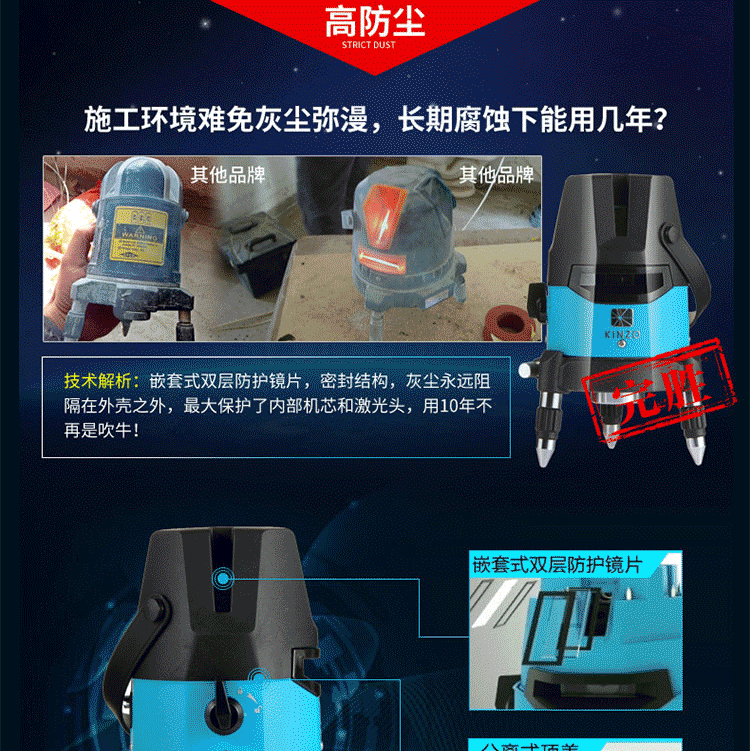 高防尘
STRICT DUST
施工环境难免灰尘弥漫，长期腐蚀下能用几年？
其他品牌
其他品牌
WARNING
KINZO
完胜
技术解析：嵌套式双层防护镜片，密封结构，灰尘永远阻
隔在外壳之外，最大保护了内部机芯和激光头，用10年不
再是吹牛！
嵌套式双层防护镜片
分离式顶盖